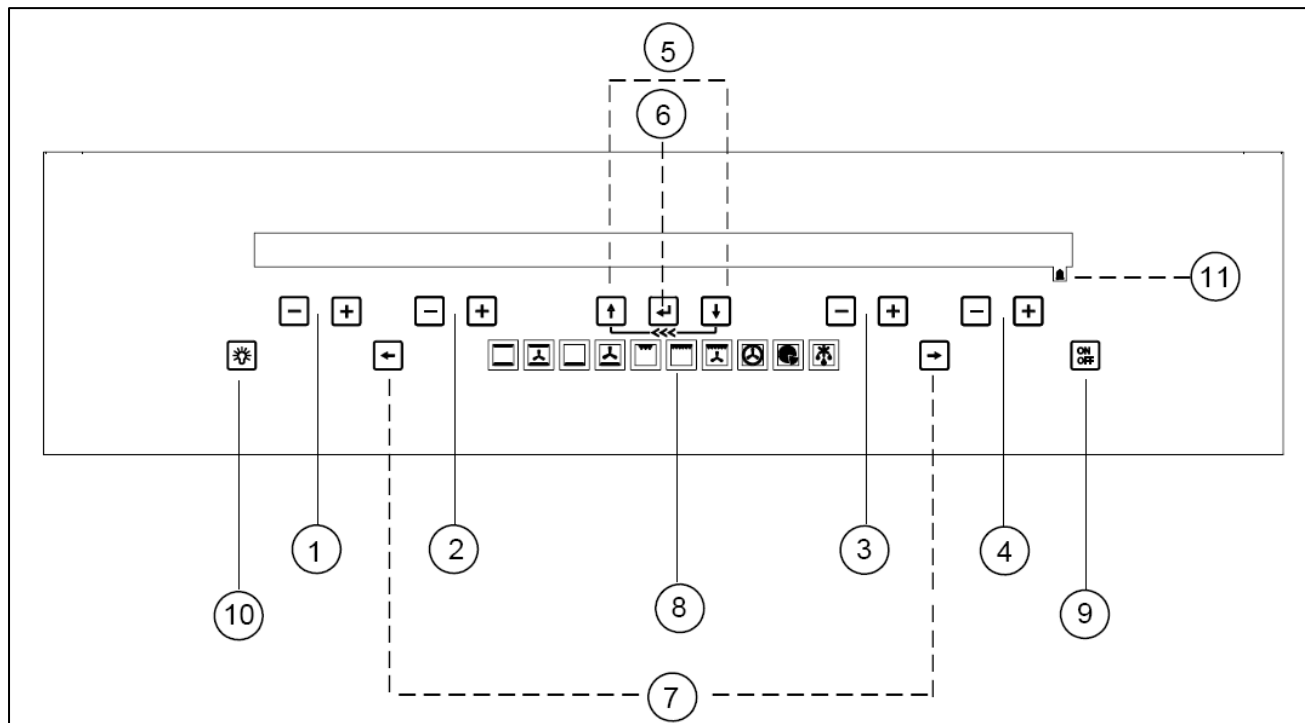 5
6
11
- + - + ↑ ↵ ↓ - + - +
<<<
← → ON
OFF
1 2 3 4
10 8 9
7